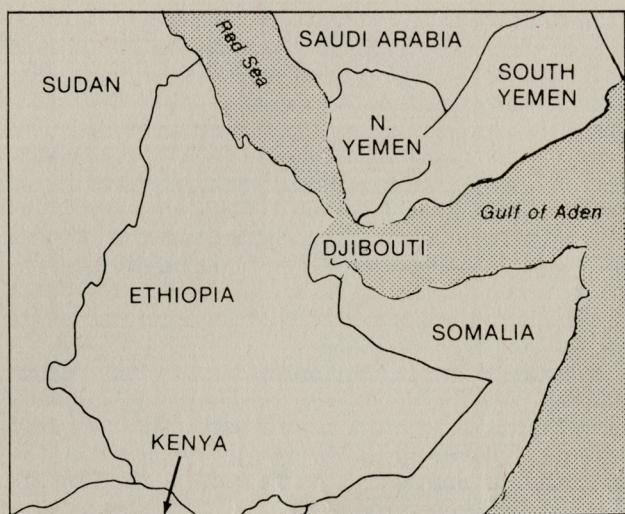 Red Sea
SAUDI ARABIA
SUDAN
SOUTH
YEMEN
N.
YEMEN
Gulf of Aden
DJIBOUTI
ETHIOPIA
SOMALIA
KENYA